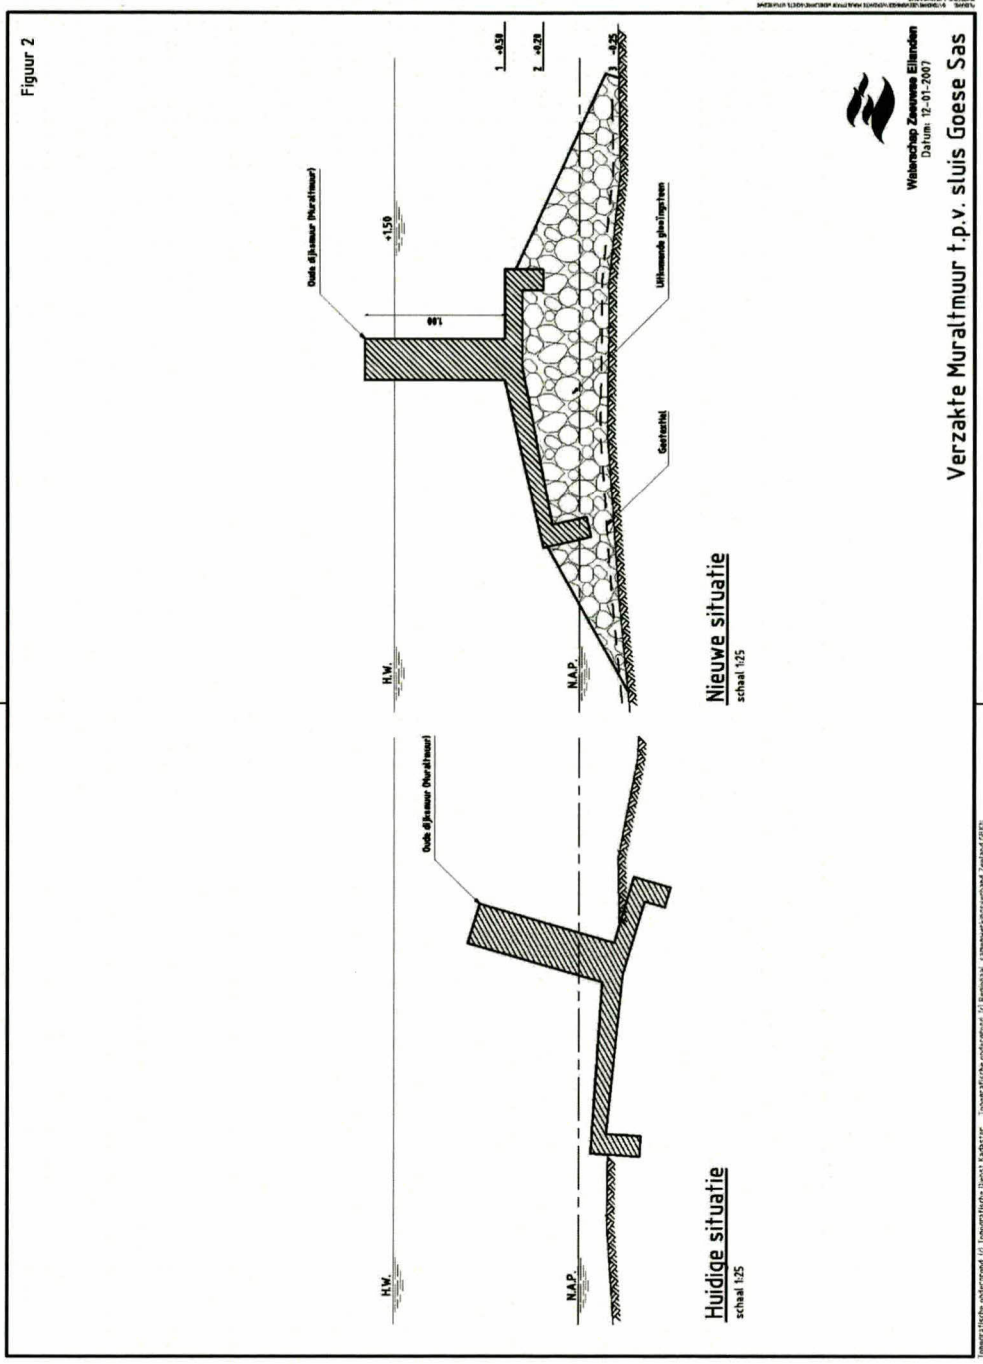 Figuur 2
H.W.
N.A.P.
Oude dijksmuur (Muraltmuur)
Huidige situatie
schaal 1:25
H.W.
+1.50
N.A.P.
Oude dijksmuur (Muraltmuur)
1.00
1 +0.50
2 +0.20
3 -0.25
Geotextiel
Uitkomende glooiingsteen
Nieuwe situatie
schaal 1:25
Waterschap Zeeuwse Eilanden
Datum: 12-01-2007
Verzakte Muraltmuur t.p.v. sluis Goese Sas